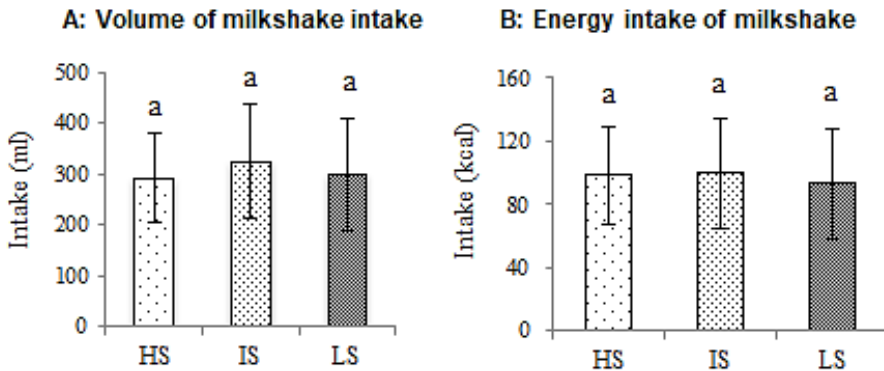 A: Volume of milkshake intake
Intake (ml)
500
400
300
200
100
0
a
a
a
HS
IS
LS
B: Energy intake of milkshake
Intake (kcal)
160
120
80
40
0
a
a
a
HS
IS
LS